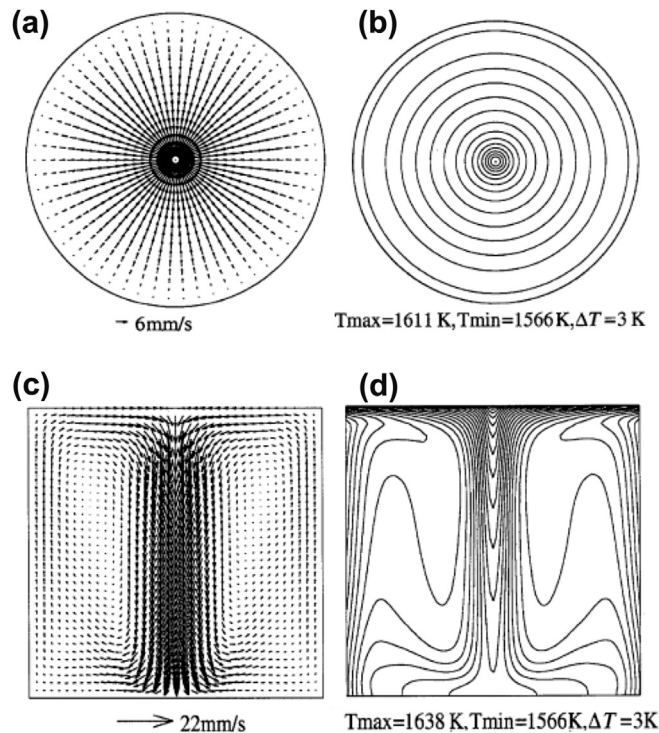 (a)
(b)
6mm/s
Tmax=1611 K,Tmin=1566 K,ΔT=3 K
(c)
(d)
22mm/s
Tmax=1638 K,Tmin=1566K,ΔT=3K